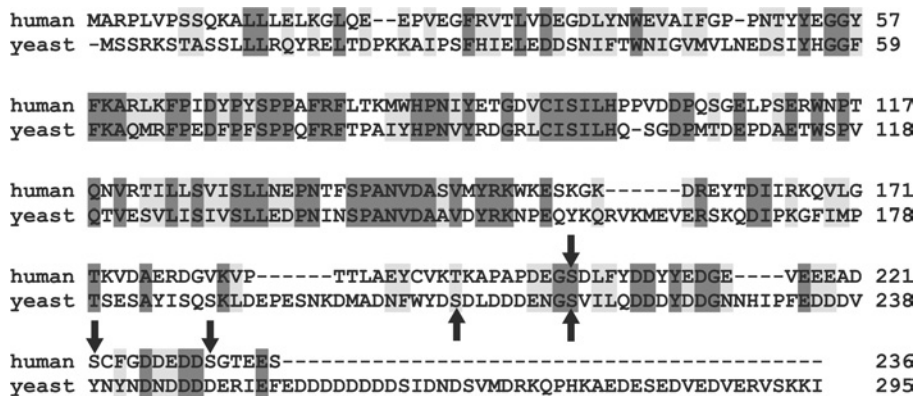 human MARPLVPSSQKALLLELKGLQE--EPVEGFRVTLVDEGDLYNWEVAIFGP-PNTYYEGGY 57
yeast -MSSRKSTASSLLLRQYRELTDPKKAIPSFHIELEDDSNIFTWNIGVMVLNEDSIYHGGF 59
human FKARLKFPIDYPYSPPAFRFLTKMWHPNIYETGDVCISILHPPVDDPQSGELPSERWNPT 117
yeast FKAQMRFPEDFPFSPPQFRFTPAIYHPNVYRDGRLCISILHQ-SGDPMTDEPDAETWSPV 118
human QNVRTILLSVISLLNEPNTFSPANVDASVMYRKWKESKGK------DREYTDIIRKQVLG 171
yeast QTVESVLISIVSLLEDPNINSPANVDAAVDYRKNPEQYKQRVKMEVERSKQDIPKGFIMP 178
human TKVDAERDGVKVP------TTLAEYCVKTKAPAPDEGSDLFYDDYYEDGE----VEEEAD 221
yeast TSESAYISQSKLDEPESNKDMADNFWYDSDLDDDENGSVILQDDDYDDGNNHIPFEDDDV 238
human SCFGDDEDDSGTEES-------------------------------------------- 236
yeast YNYNDNDDDDERIEFEDDDDDDDDSIDNDSVMDRKQPHKAEDESEDVEDVERVSKKI 295